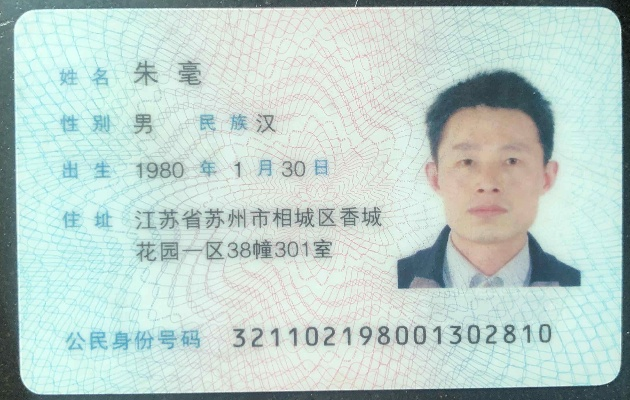 姓名 朱毫
性别 男 民族 汉
出生 1980 年 1 月 30 日
住址 江苏省苏州市相城区香城
花园一区38幢301室
公民身份号码 321102198001302810